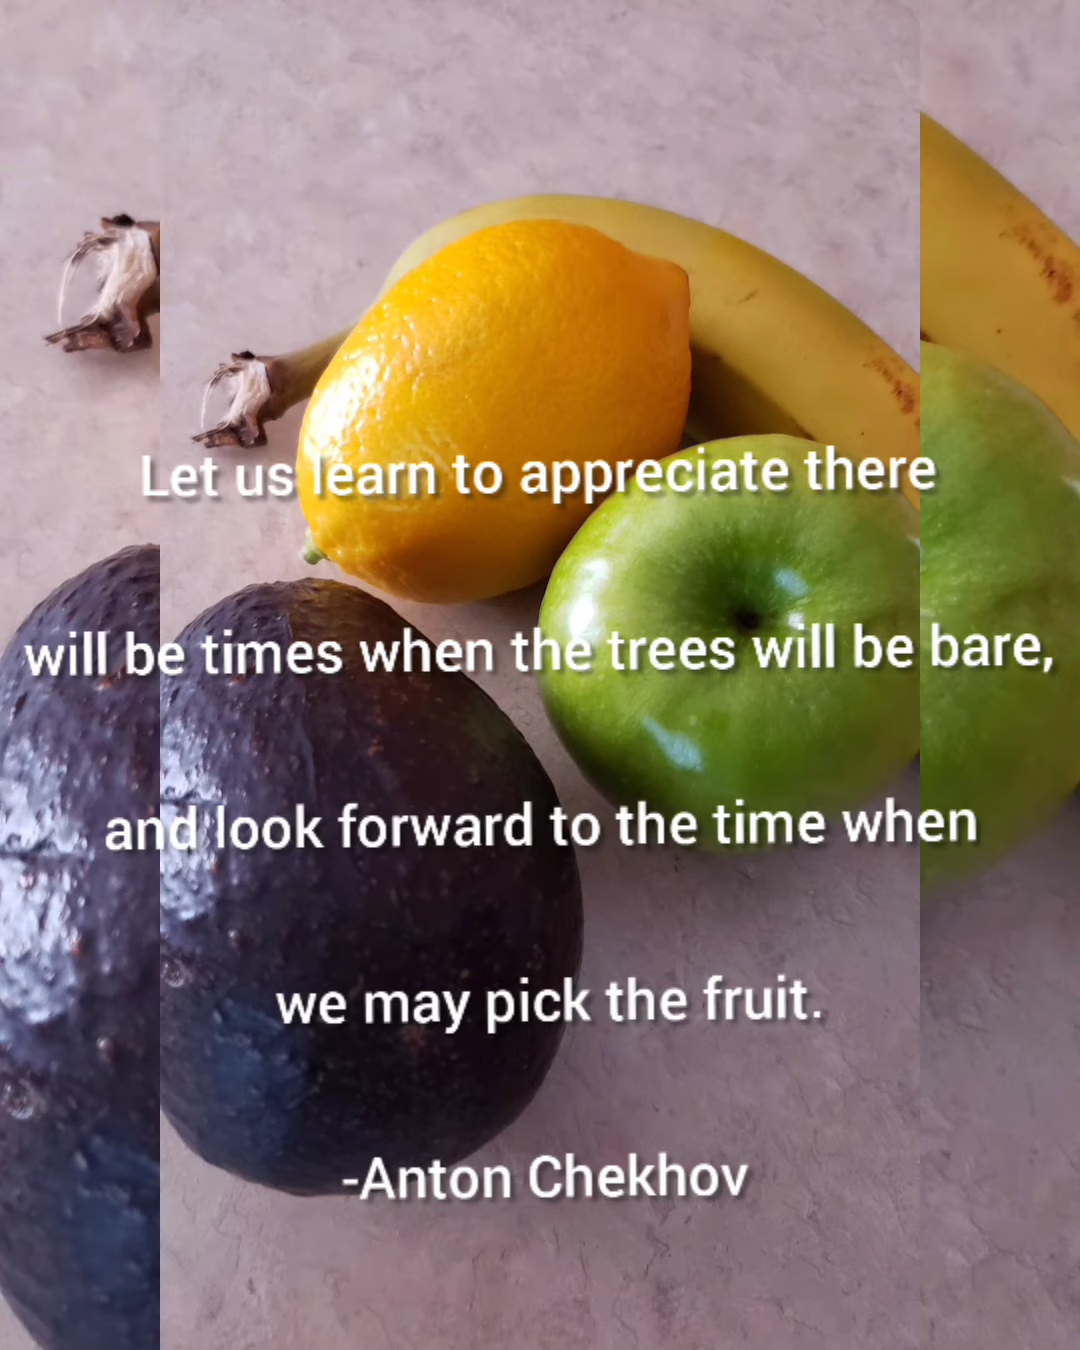 Let us learn to appreciate there
will be times when the trees will be bare,
and look forward to the time when
we may pick the fruit.
-Anton Chekhov